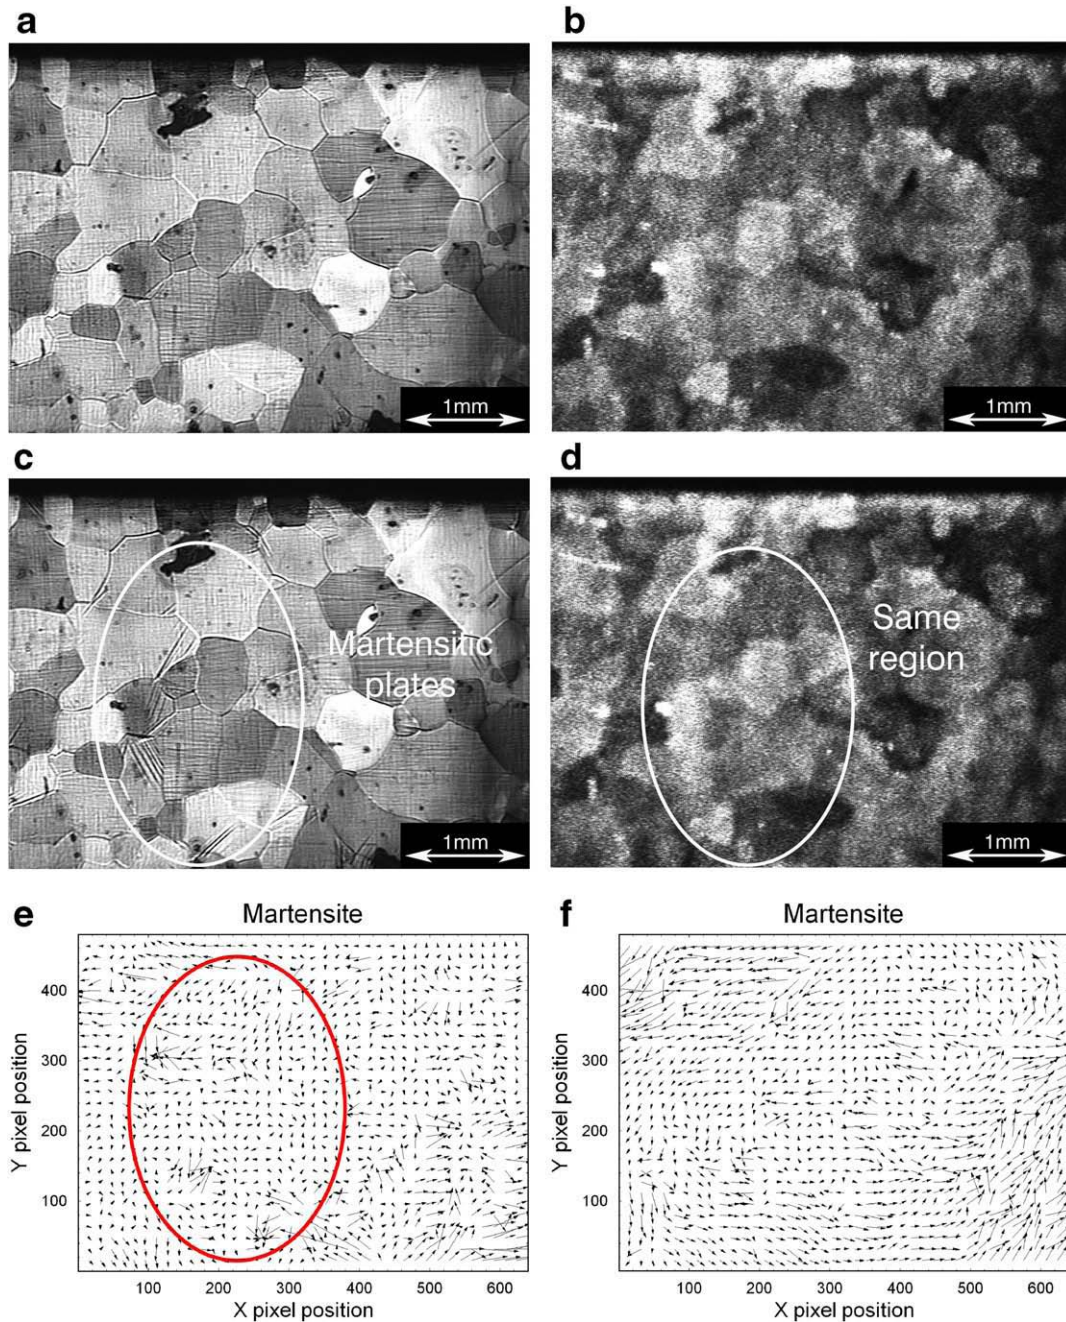 a
b
1mm
1mm
c
d
Martensitic
plates
Same
region
1mm
1mm
e
Martensite
f
Martensite
Y pixel position
400
300
200
100
100 200 300 400 500 600
X pixel position
Y pixel position
400
300
200
100
100 200 300 400 500 600
X pixel position